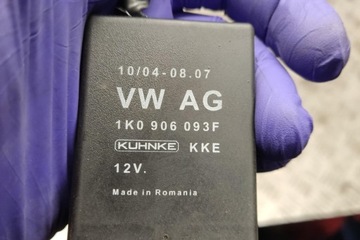 10/04-08.07
VW AG
1K0 906 093F
KUHNKE KKE
12V.
Made in Romania